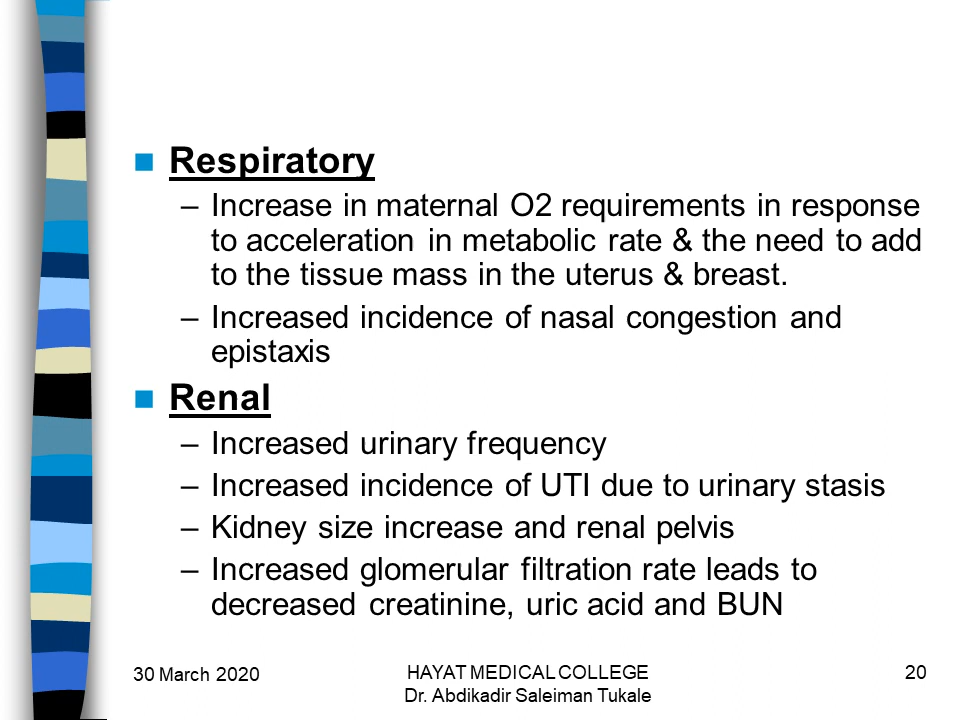 Respiratory
– Increase in maternal O2 requirements in response
to acceleration in metabolic rate & the need to add
to the tissue mass in the uterus & breast.
– Increased incidence of nasal congestion and
epistaxis
Renal
– Increased urinary frequency
– Increased incidence of UTI due to urinary stasis
– Kidney size increase and renal pelvis
– Increased glomerular filtration rate leads to
decreased creatinine, uric acid and BUN
30 March 2020
HAYAT MEDICAL COLLEGE
Dr. Abdikadir Saleiman Tukale
20